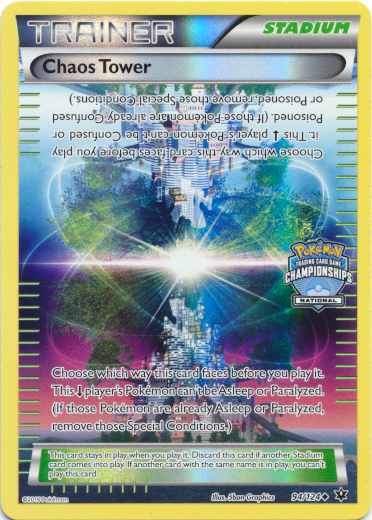 TRAINER
STADIUM
Chaos Tower
Choose which way this card faces before you play
it. This ↓ player's Pokémon can't be Confused or
Poisoned. (If those Pokémon are already Confused
or Poisoned, remove those Special Conditions.)
Pokémon
TRADING CARD GAME
CHAMPIONSHIPS
NATIONAL
Choose which way this card faces before you play it.
This ↓ player's Pokémon can't be Asleep or Paralyzed.
(If those Pokémon are already Asleep or Paralyzed,
remove those Special Conditions.)
This card stays in play when you play it. Discard this card if another Stadium
card comes into play. If another card with the same name is in play, you can't
play this card.
©2016 Pokémon
Illus. 5ban Graphics
94/124